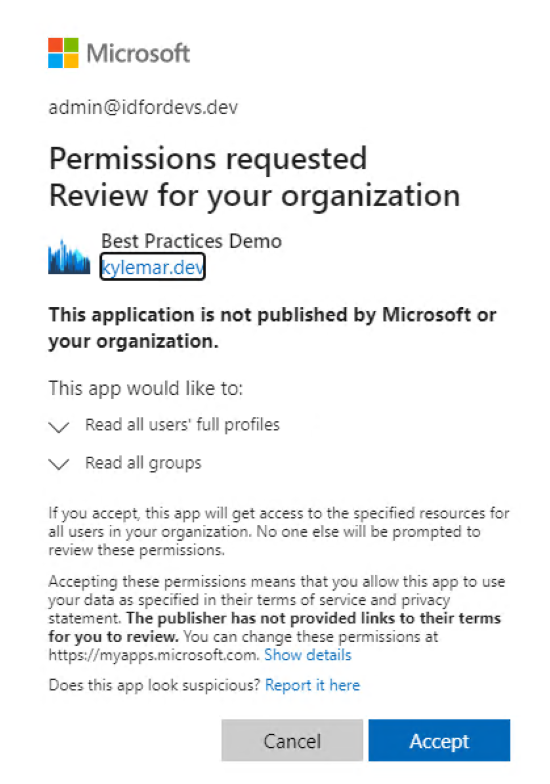 Microsoft
admin@idfordevs.dev
Permissions requested
Review for your organization
Best Practices Demo
kylemar.dev
This application is not published by Microsoft or
your organization.
This app would like to:
Read all users' full profiles
Read all groups
If you accept, this app will get access to the specified resources for
all users in your organization. No one else will be prompted to
review these permissions.
Accepting these permissions means that you allow this app to use
your data as specified in their terms of service and privacy
statement. The publisher has not provided links to their terms
for you to review. You can change these permissions at
https://myapps.microsoft.com. Show details
Does this app look suspicious? Report it here
Cancel Accept